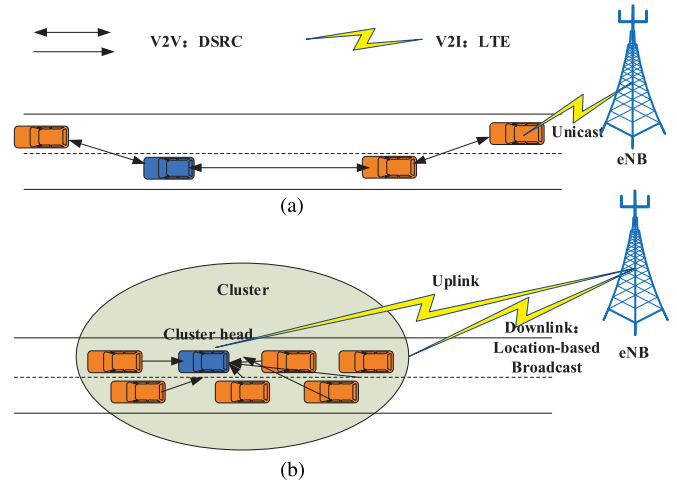 V2V：DSRC
V2I：LTE
Unicast
eNB
(a)
Cluster
Uplink
Cluster head
Downlink：
Location-based
Broadcast
eNB
(b)